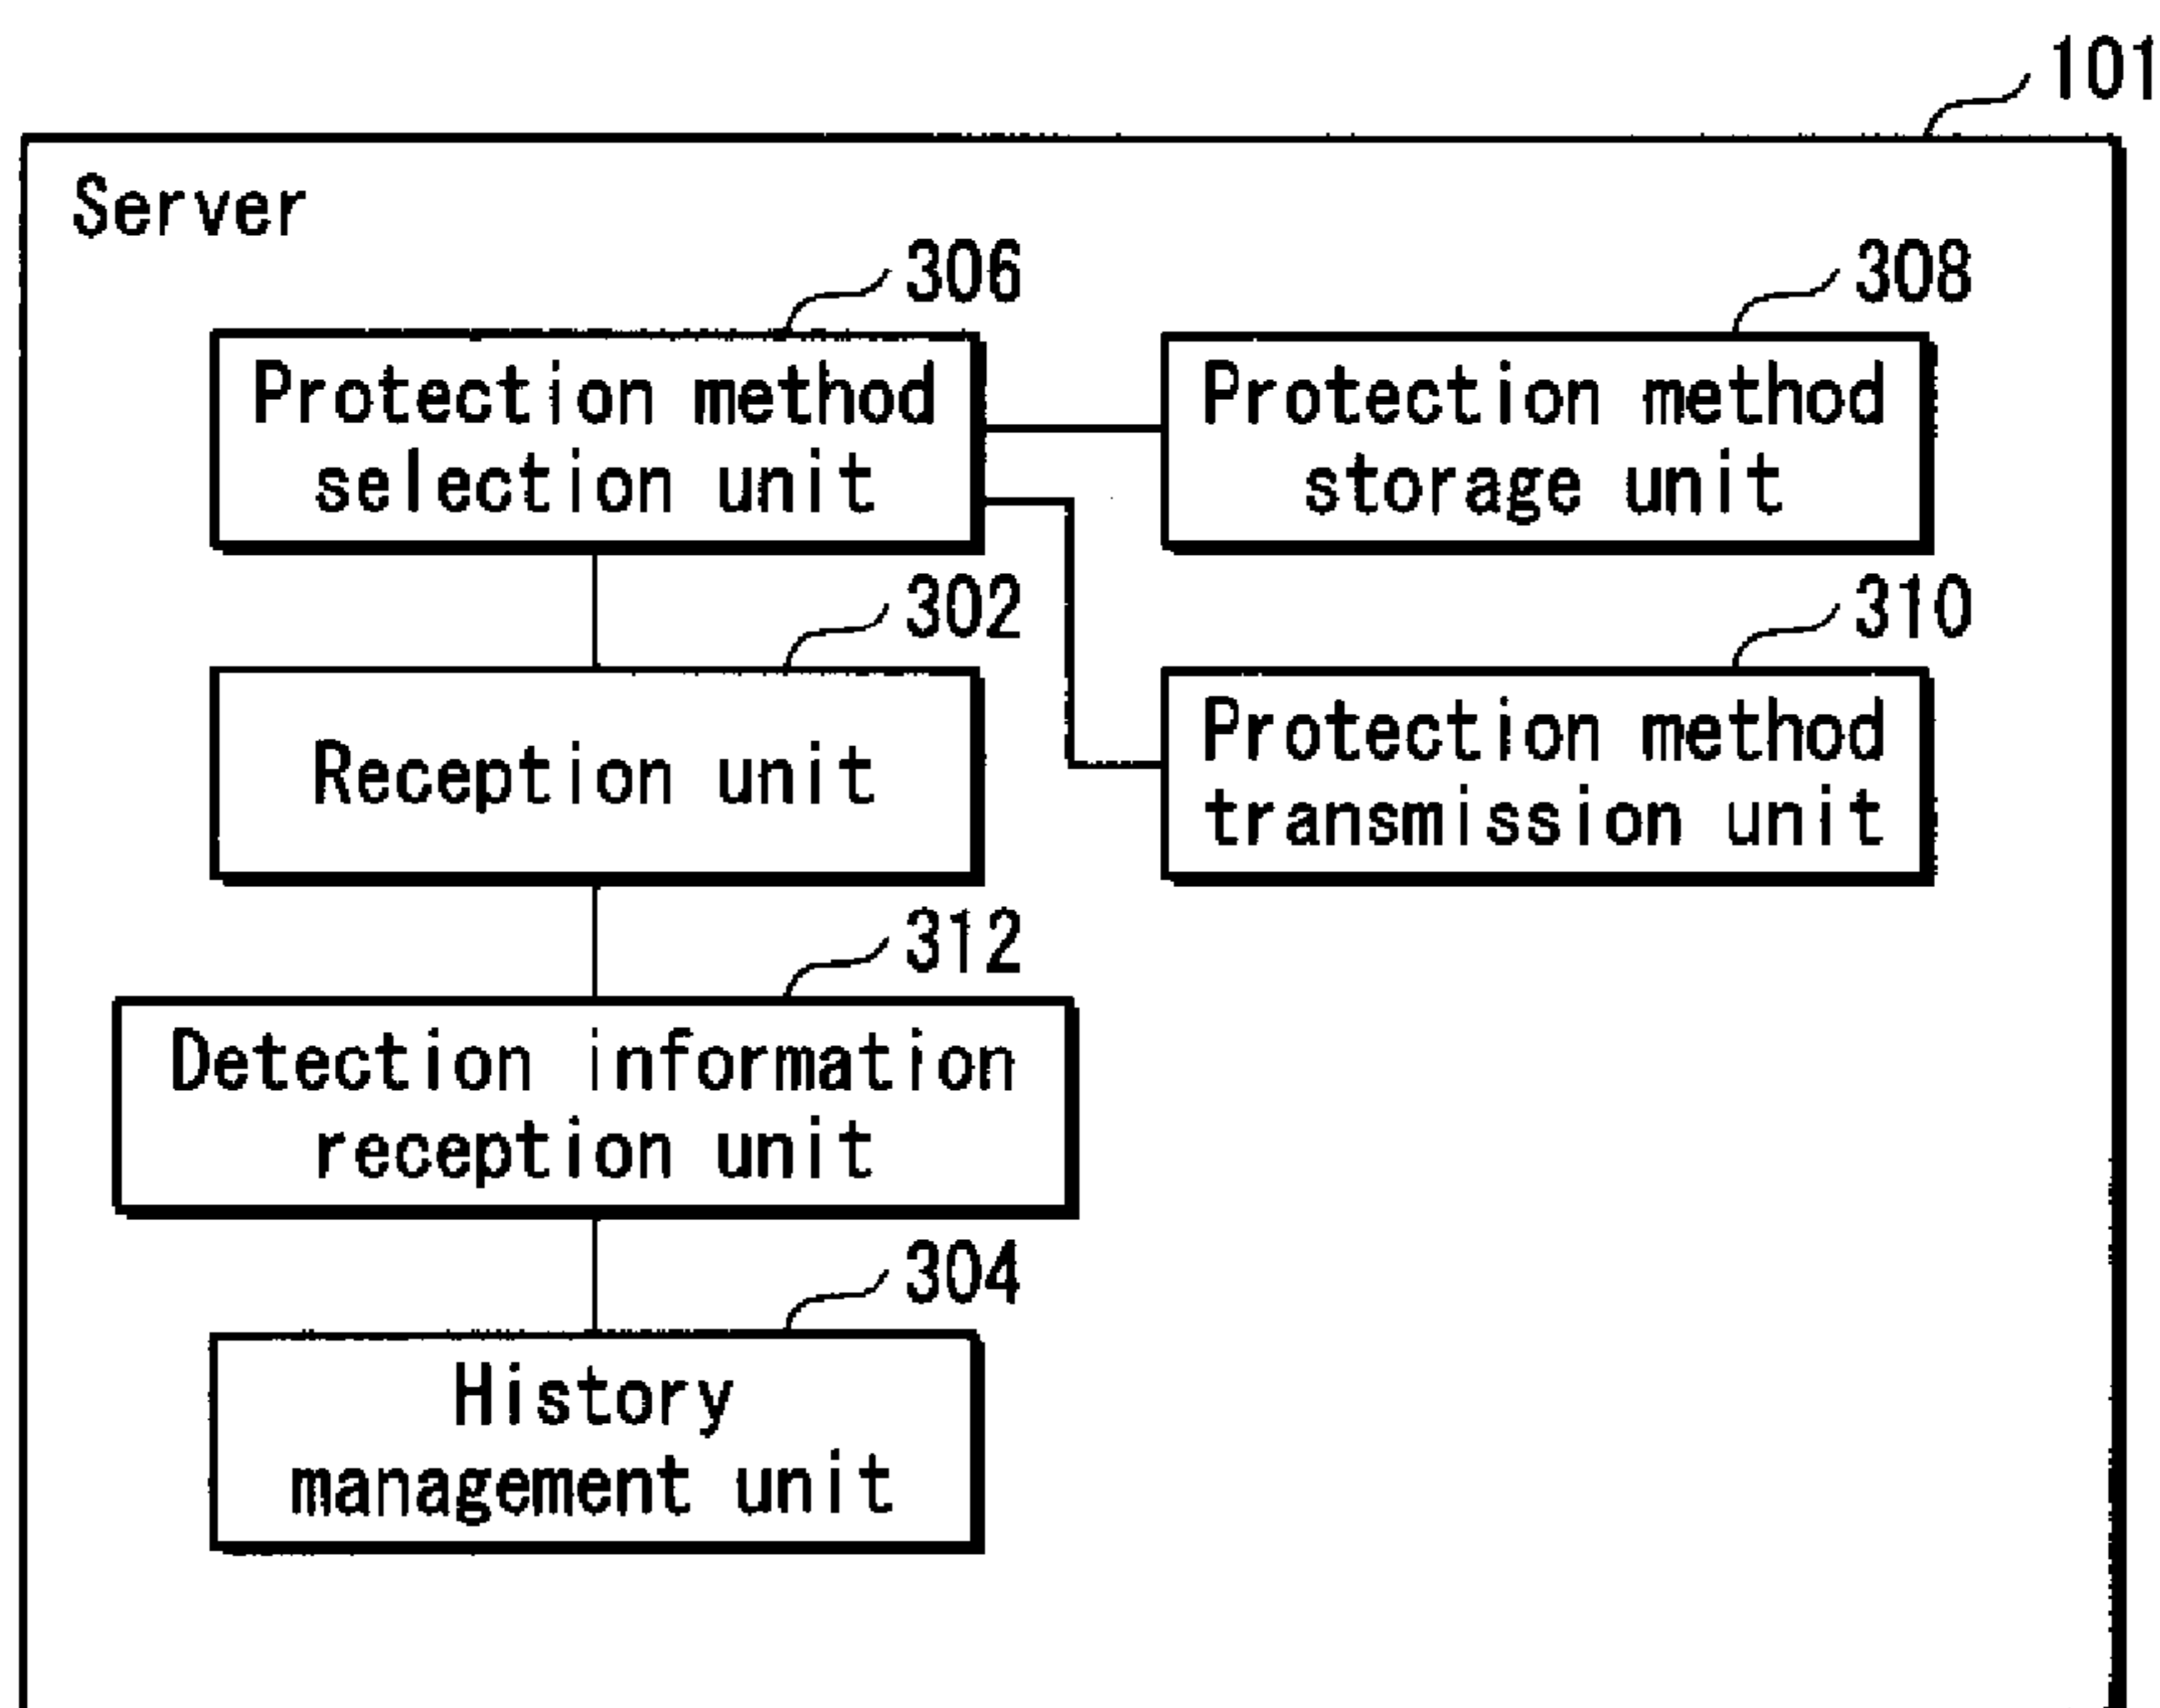 101
Server
306
308
Protection method
selection unit
Protection method
storage unit
302
310
Reception unit
Protection method
transmission unit
312
Detection information
reception unit
304
History
management unit